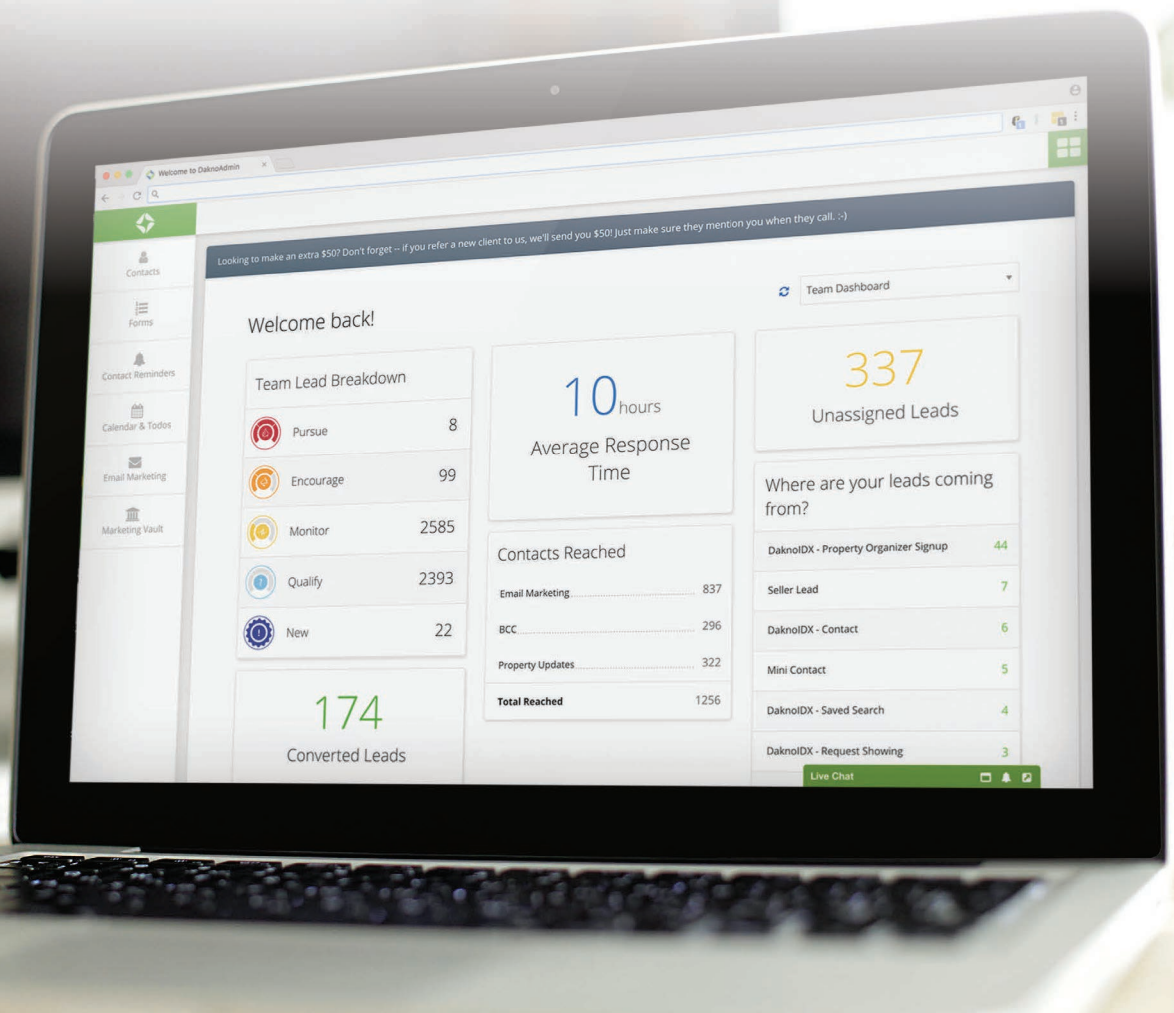 Welcome to DaknoAdmin
Looking to make an extra $50? Don't forget -- if you refer a new client to us, we'll send you $50! Just make sure they mention you when they call. :-)
Contacts
Forms
Contact Reminders
Calendar & Todos
Email Marketing
Marketing Vault
Welcome back!
Team Dashboard
Team Lead Breakdown
Pursue 8
Encourage 99
Monitor 2585
Qualify 2393
New 22
174
Converted Leads
10 hours
Average Response
Time
Contacts Reached
Email Marketing 837
BCC 296
Property Updates 322
Total Reached 1256
337
Unassigned Leads
Where are your leads coming
from?
DaknoIDX - Property Organizer Signup 44
Seller Lead 7
DaknoIDX - Contact 6
Mini Contact 5
DaknoIDX - Saved Search 4
DaknoIDX - Request Showing 3
Live Chat